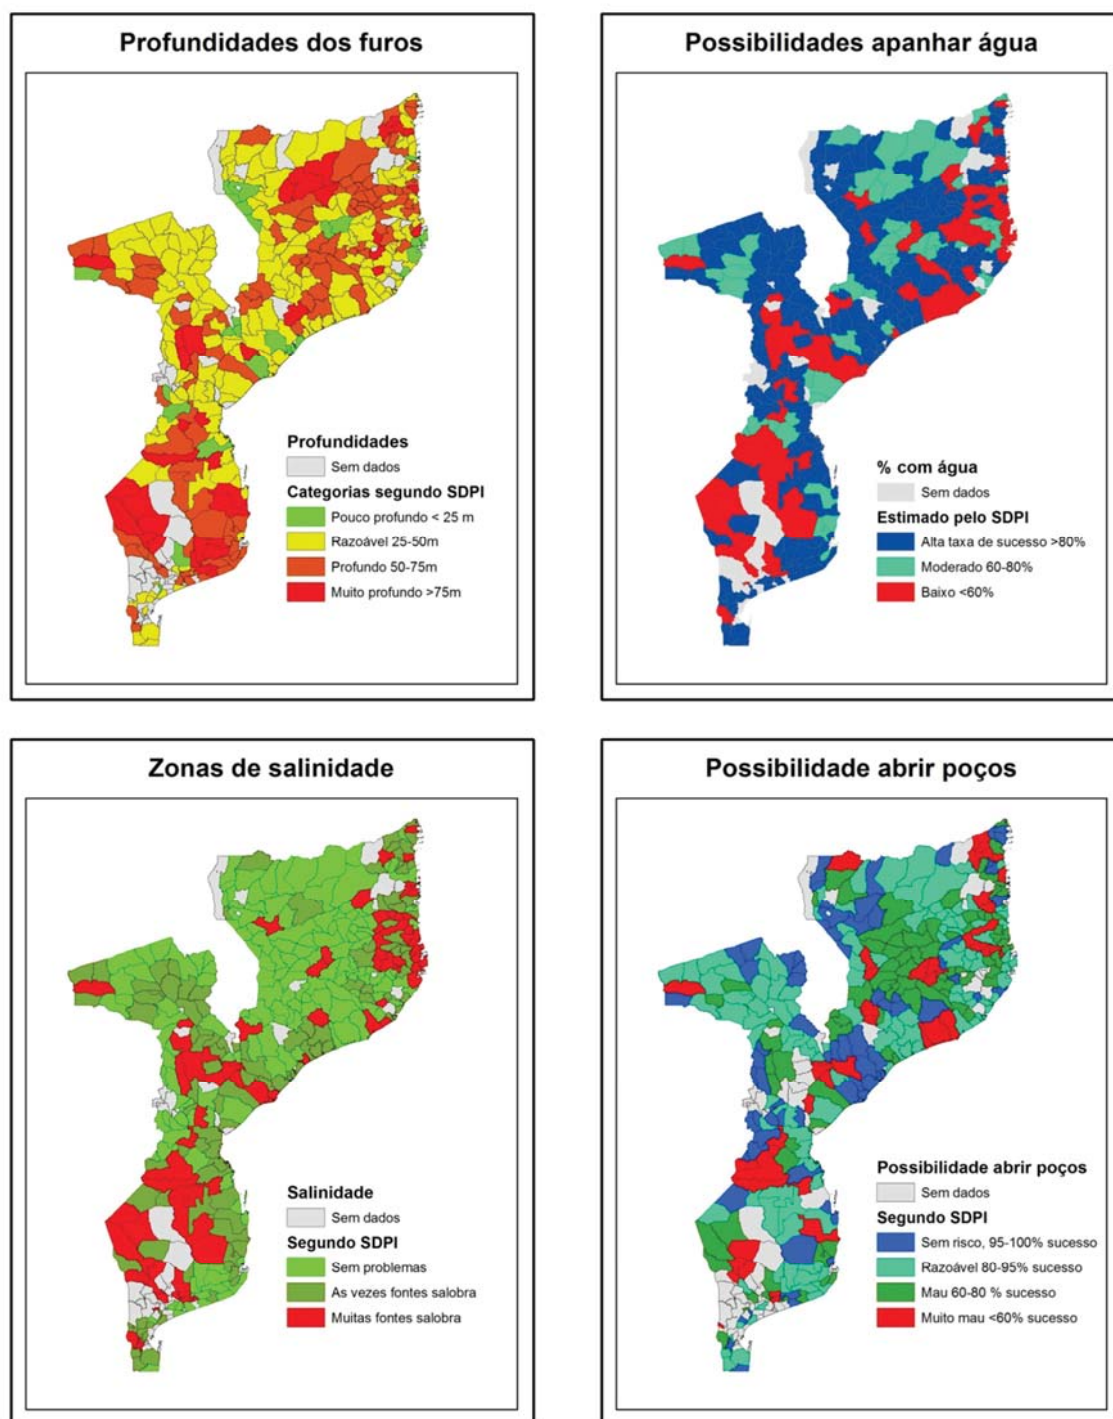 Profundidades dos furos
Profundidades
Sem dados
Categorias segundo SDPI
Pouco profundo < 25 m
Razoável 25-50m
Profundo 50-75m
Muito profundo >75m
Possibilidades apanhar água
% com água
Sem dados
Estimado pelo SDPI
Alta taxa de sucesso >80%
Moderado 60-80%
Baixo <60%
Zonas de salinidade
Salinidade
Sem dados
Segundo SDPI
Sem problemas
As vezes fontes salobra
Muitas fontes salobra
Possibilidade abrir poços
Possibilidade abrir poços
Sem dados
Segundo SDPI
Sem risco, 95-100% sucesso
Razoável 80-95% sucesso
Mau 60-80 % sucesso
Muito mau <60% sucesso